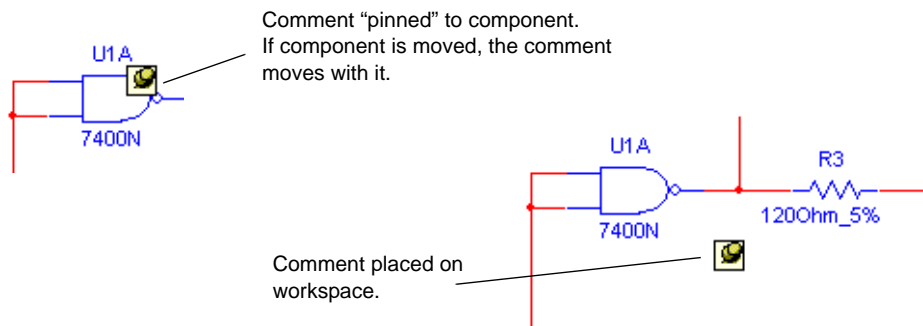 Comment “pinned” to component.
If component is moved, the comment
moves with it.
U1A
7400N
U1A
R3
7400N
120Ohm_5%
Comment placed on
workspace.